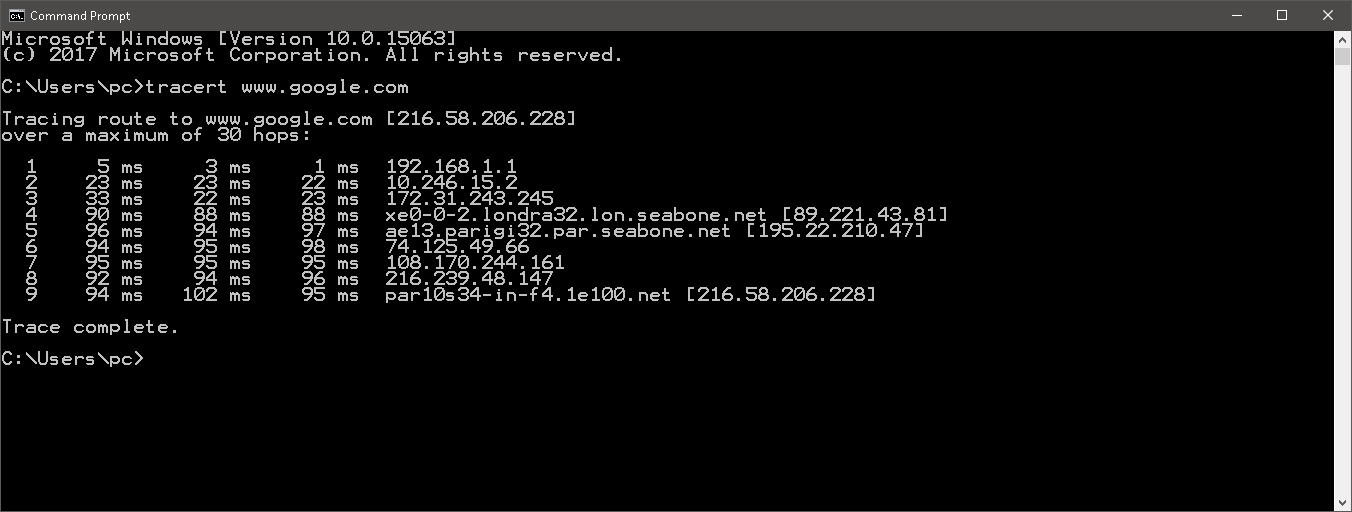 Command Prompt
Microsoft Windows [Version 10.0.15063]
(c) 2017 Microsoft Corporation. All rights reserved.
C:\Users\pc>tracert www.google.com
Tracing route to www.google.com [216.58.206.228]
over a maximum of 30 hops:
  1     5 ms     3 ms     1 ms  192.168.1.1
  2    23 ms    23 ms    22 ms  10.246.15.2
  3    33 ms    22 ms    23 ms  172.31.243.245
  4    90 ms    88 ms    88 ms  xe0-0-2.londra32.lon.seabone.net [89.221.43.81]
  5    96 ms    94 ms    97 ms  ae13.parigi32.par.seabone.net [195.22.210.47]
  6    94 ms    95 ms    98 ms  74.125.49.66
  7    95 ms    95 ms    95 ms  108.170.244.161
  8    92 ms    94 ms    96 ms  216.239.48.147
  9    94 ms   102 ms    95 ms  par10s34-in-f4.1e100.net [216.58.206.228]
Trace complete.
C:\Users\pc>